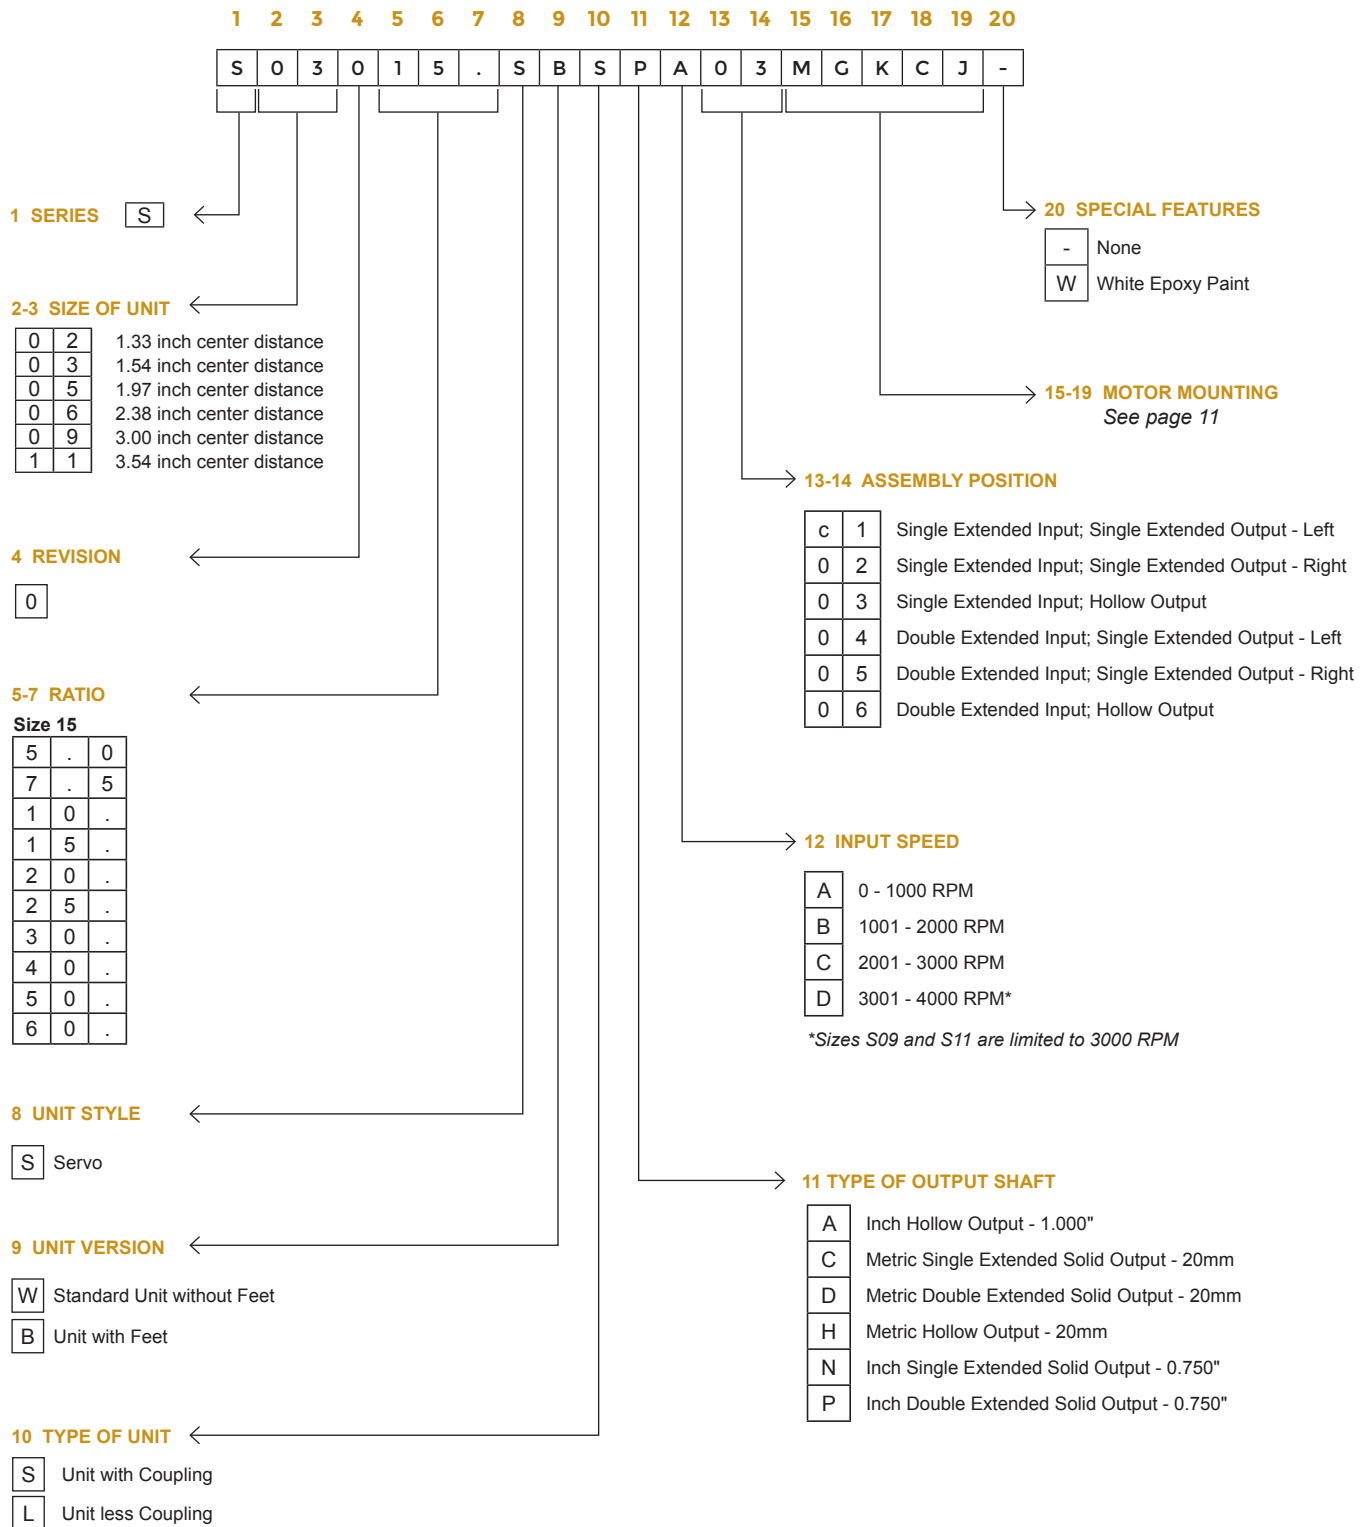 1 2 3 4 5 6 7 8 9 10 11 12 13 14 15 16 17 18 19 20
S 0 3 0 1 5 . S B S P A 0 3 M G K C J -
1 SERIES S
2-3 SIZE OF UNIT
0 2 1.33 inch center distance
0 3 1.54 inch center distance
0 5 1.97 inch center distance
0 6 2.38 inch center distance
0 9 3.00 inch center distance
1 1 3.54 inch center distance
4 REVISION
0
5-7 RATIO
Size 15
5 . 0
7 . 5
1 0 .
1 5 .
2 0 .
2 5 .
3 0 .
4 0 .
5 0 .
6 0 .
8 UNIT STYLE
S Servo
9 UNIT VERSION
W Standard Unit without Feet
B Unit with Feet
10 TYPE OF UNIT
S Unit with Coupling
L Unit less Coupling
20 SPECIAL FEATURES
- None
W White Epoxy Paint
15-19 MOTOR MOUNTING
See page 11
13-14 ASSEMBLY POSITION
c 1 Single Extended Input; Single Extended Output - Left
0 2 Single Extended Input; Single Extended Output - Right
0 3 Single Extended Input; Hollow Output
0 4 Double Extended Input; Single Extended Output - Left
0 5 Double Extended Input; Single Extended Output - Right
0 6 Double Extended Input; Hollow Output
12 INPUT SPEED
A 0 - 1000 RPM
B 1001 - 2000 RPM
C 2001 - 3000 RPM
D 3001 - 4000 RPM*
*Sizes S09 and S11 are limited to 3000 RPM
11 TYPE OF OUTPUT SHAFT
A Inch Hollow Output - 1.000"
C Metric Single Extended Solid Output - 20mm
D Metric Double Extended Solid Output - 20mm
H Metric Hollow Output - 20mm
N Inch Single Extended Solid Output - 0.750"
P Inch Double Extended Solid Output - 0.750"